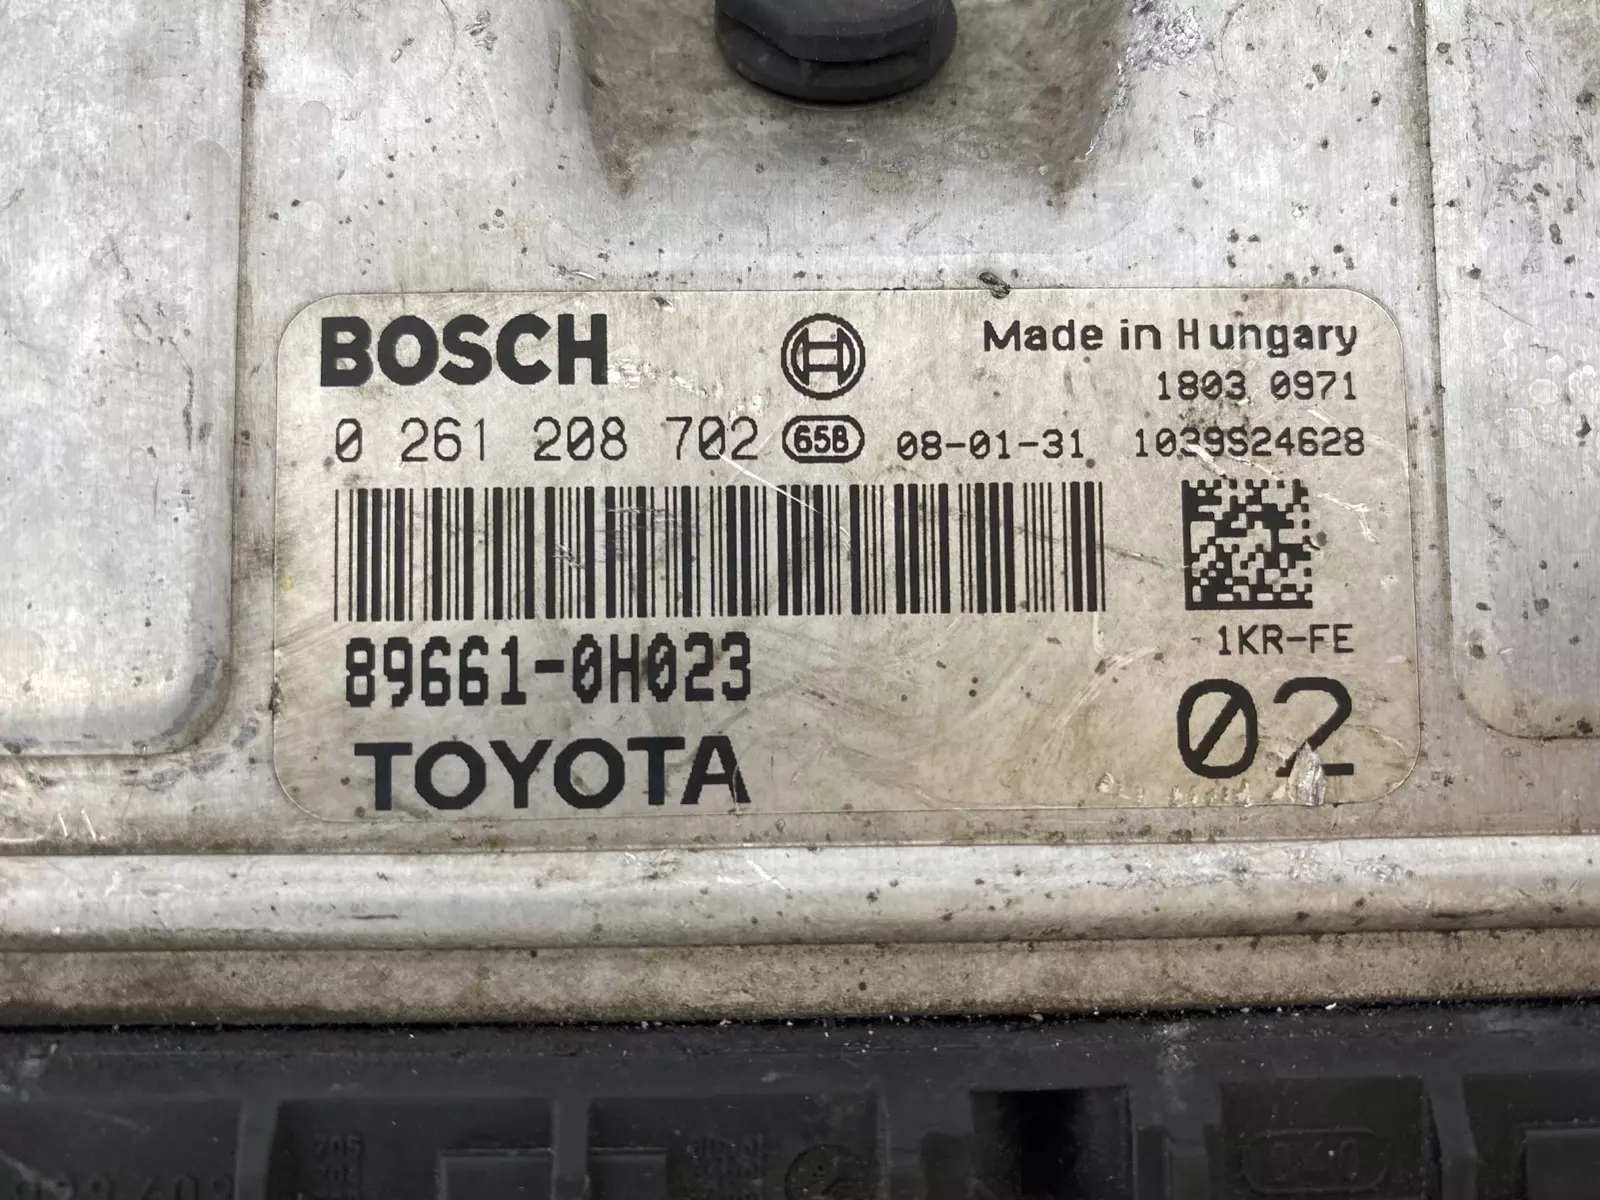 BOSCH
Made in Hungary
1803 0971
0 261 208 702 658 08-01-31 1039S24628
89661-0H023
1KR-FE
TOYOTA
02